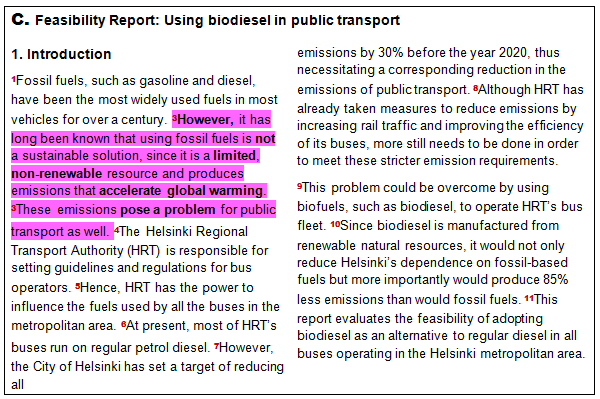 C. Feasibility Report: Using biodiesel in public transport
1. Introduction
1Fossil fuels, such as gasoline and diesel,
have been the most widely used fuels in most
vehicles for over a century. 3However, it has
long been known that using fossil fuels is not
a sustainable solution, since it is a limited,
non-renewable resource and produces
emissions that accelerate global warming.
3These emissions pose a problem for public
transport as well. 4The Helsinki Regional
Transport Authority (HRT) is responsible for
setting guidelines and regulations for bus
operators. 5Hence, HRT has the power to
influence the fuels used by all the buses in the
metropolitan area. 6At present, most of HRT's
buses run on regular petrol diesel. 7However,
the City of Helsinki has set a target of reducing
all
emissions by 30% before the year 2020, thus
necessitating a corresponding reduction in the
emissions of public transport. 8Although HRT has
already taken measures to reduce emissions by
increasing rail traffic and improving the efficiency
of its buses, more still needs to be done in order
to meet these stricter emission requirements.
9This problem could be overcome by using
biofuels, such as biodiesel, to operate HRT's bus
fleet. 10Since biodiesel is manufactured from
renewable natural resources, it would not only
reduce Helsinki's dependence on fossil-based
fuels but more importantly would produce 85%
less emissions than would fossil fuels. 11This
report evaluates the feasibility of adopting
biodiesel as an alternative to regular diesel in all
buses operating in the Helsinki metropolitan area.